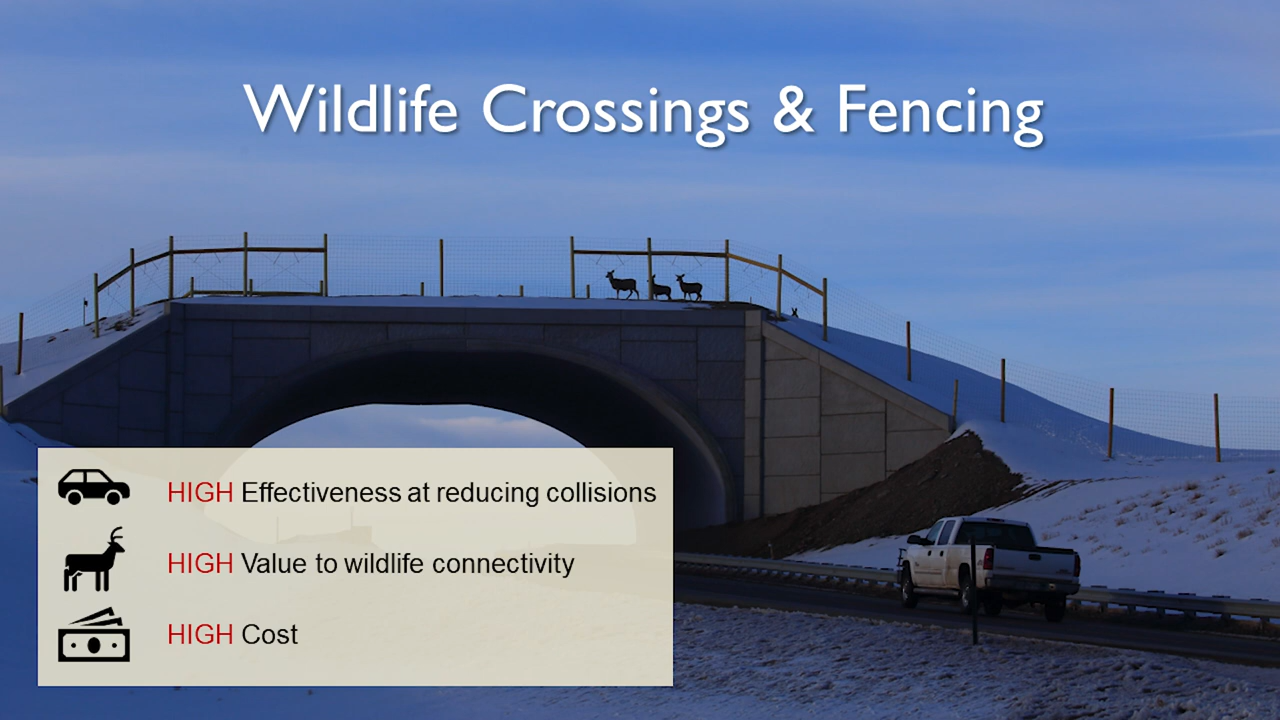 Wildlife Crossings & Fencing
HIGH Effectiveness at reducing collisions
HIGH Value to wildlife connectivity
HIGH Cost